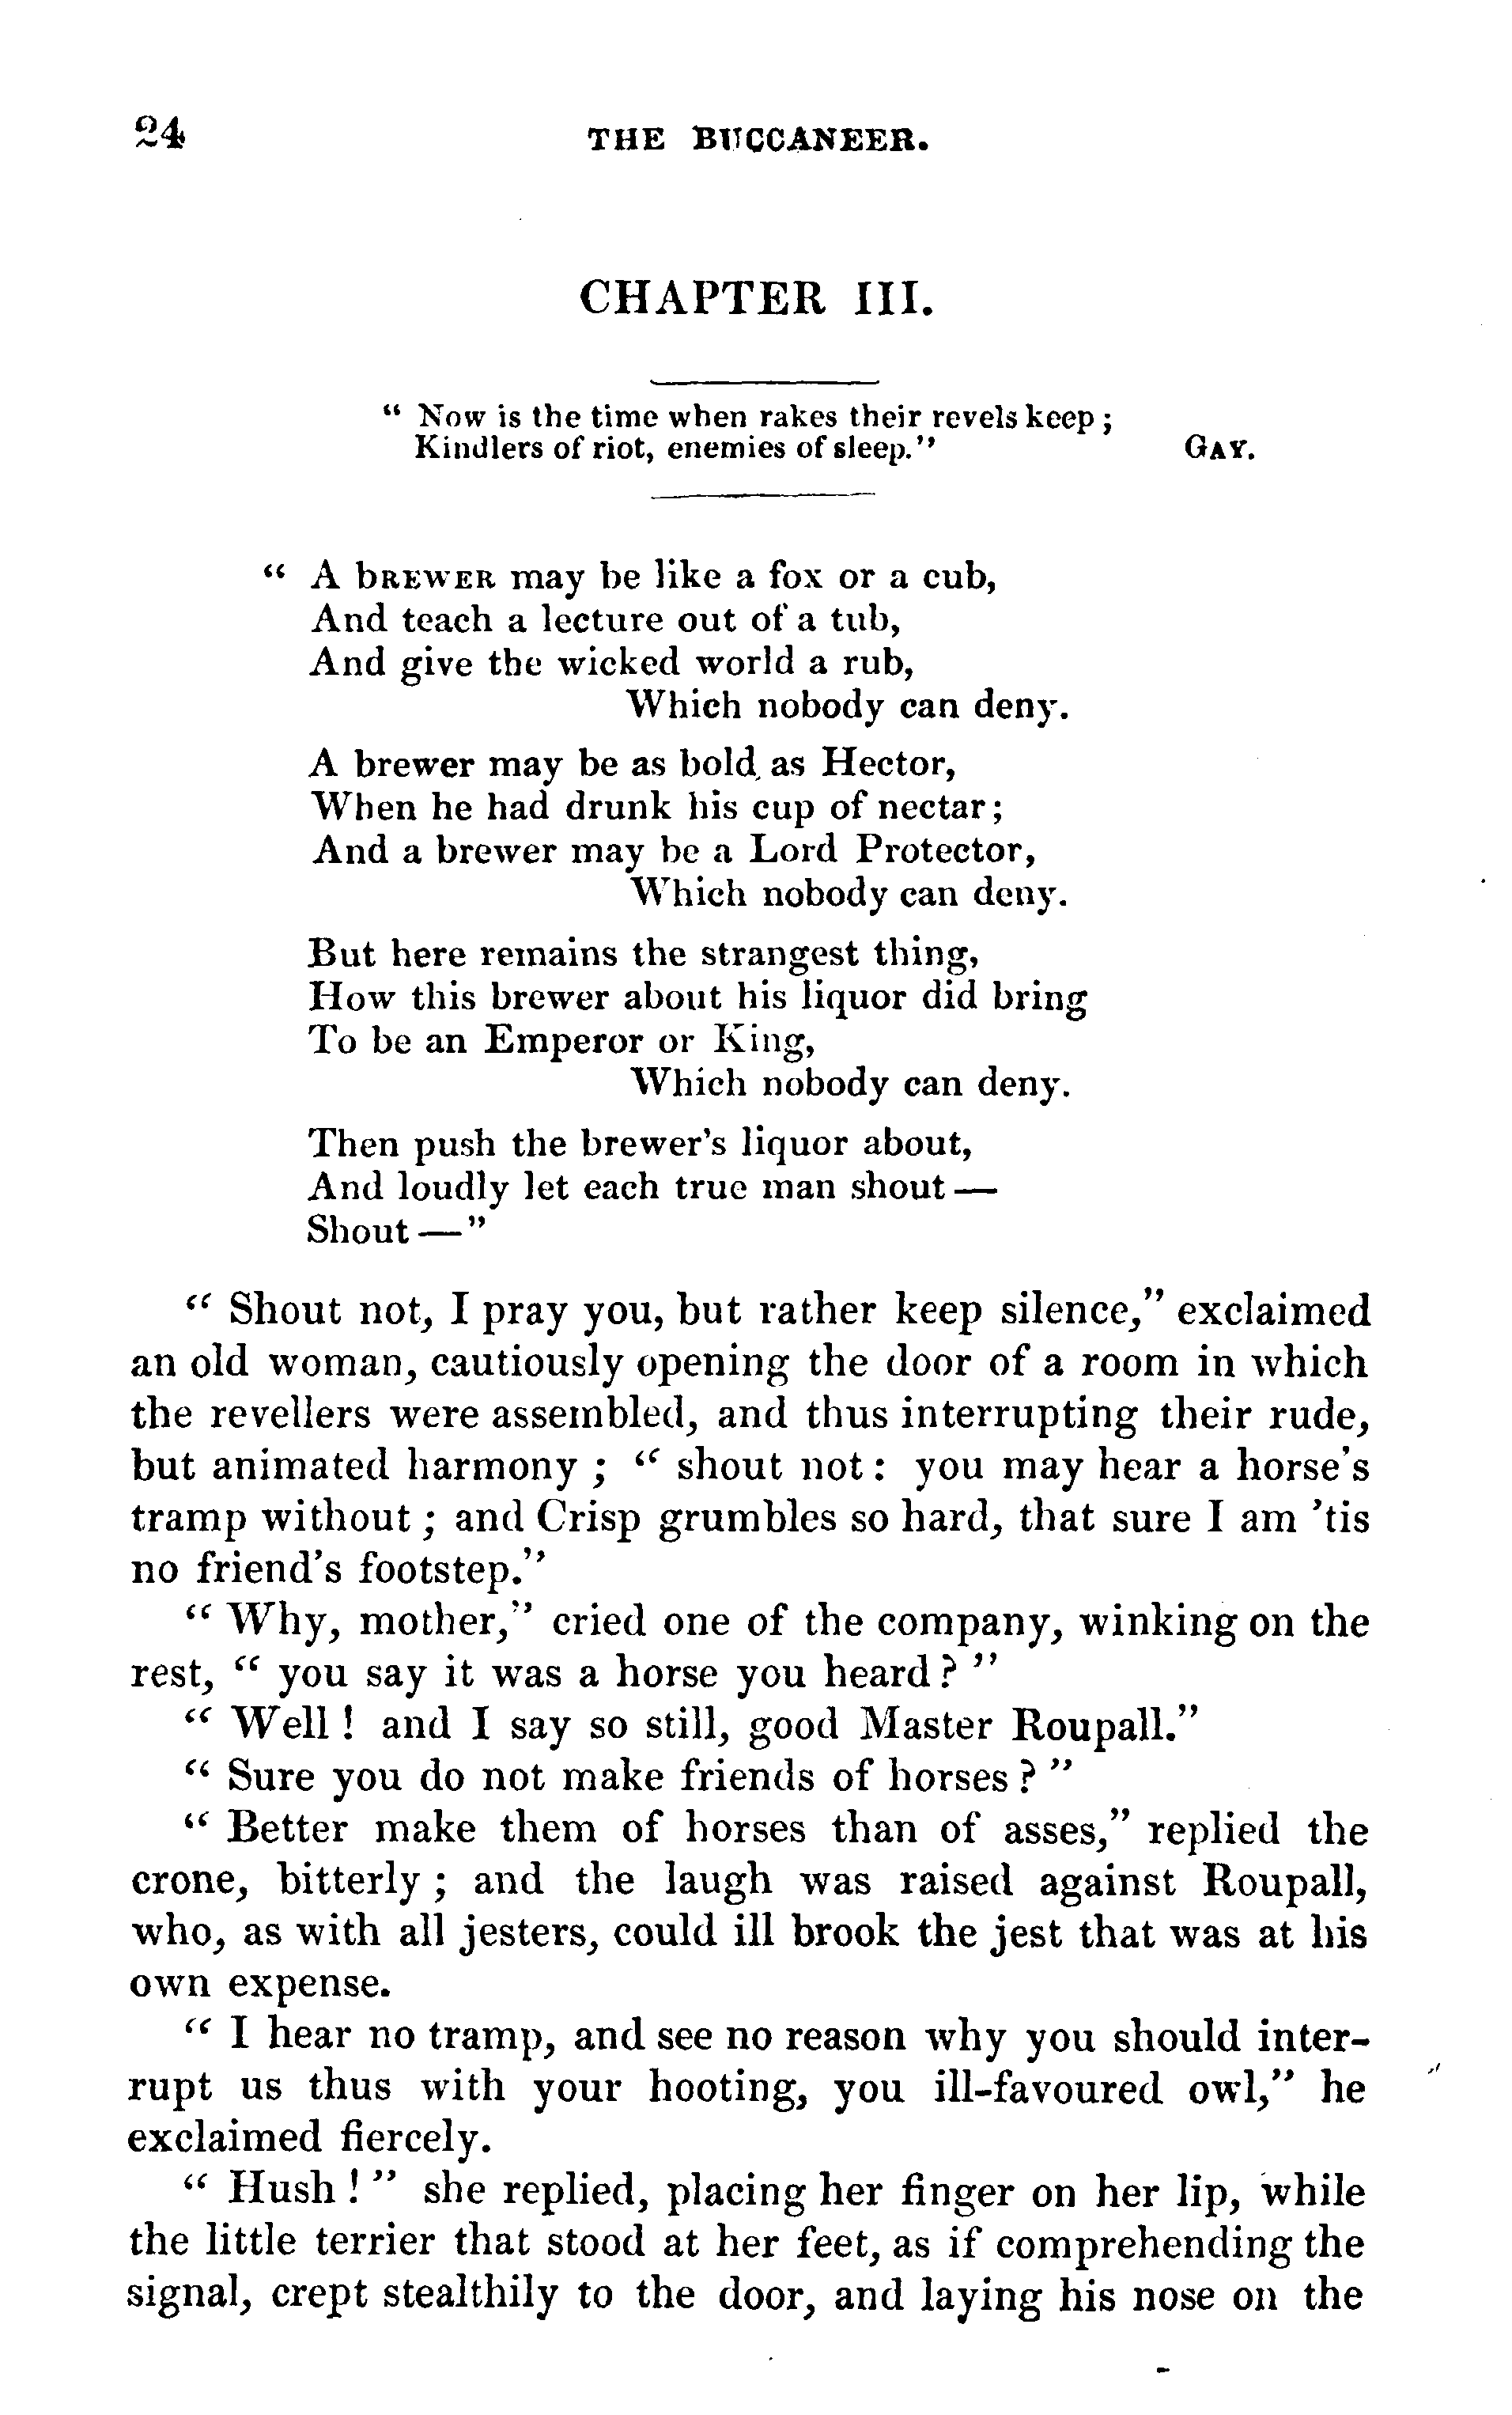 24 THE BUCCANEER.
CHAPTER III.
“ Now is the time when rakes their revels keep ;
Kindlers of riot, enemies of sleep.” GAY.
“ A bREWER may be like a fox or a cub,
And teach a lecture out of a tub,
And give the wicked world a rub,
Which nobody can deny.
A brewer may be as bold as Hector,
When he had drunk his cup of nectar;
And a brewer may be a Lord Protector,
Which nobody can deny.
But here remains the strangest thing,
How this brewer about his liquor did bring
To be an Emperor or King,
Which nobody can deny.
Then push the brewer's liquor about,
And loudly let each true man shout —
Shout —”
“ Shout not, I pray you, but rather keep silence,” exclaimed
an old woman, cautiously opening the door of a room in which
the revellers were assembled, and thus interrupting their rude,
but animated harmony ; “ shout not : you may hear a horse's
tramp without ; and Crisp grumbles so hard, that sure I am 'tis
no friend's footstep.”
“ Why, mother,” cried one of the company, winking on the
rest, “ you say it was a horse you heard ? ”
“ Well ! and I say so still, good Master Roupall.”
“ Sure you do not make friends of horses ? ”
“ Better make them of horses than of asses,” replied the
crone, bitterly ; and the laugh was raised against Roupall,
who, as with all jesters, could ill brook the jest that was at his
own expense.
“ I hear no tramp, and see no reason why you should inter-
rupt us thus with your hooting, you ill-favoured owl,” he
exclaimed fiercely.
“ Hush ! ” she replied, placing her finger on her lip, while
the little terrier that stood at her feet, as if comprehending the
signal, crept stealthily to the door, and laying his nose on the